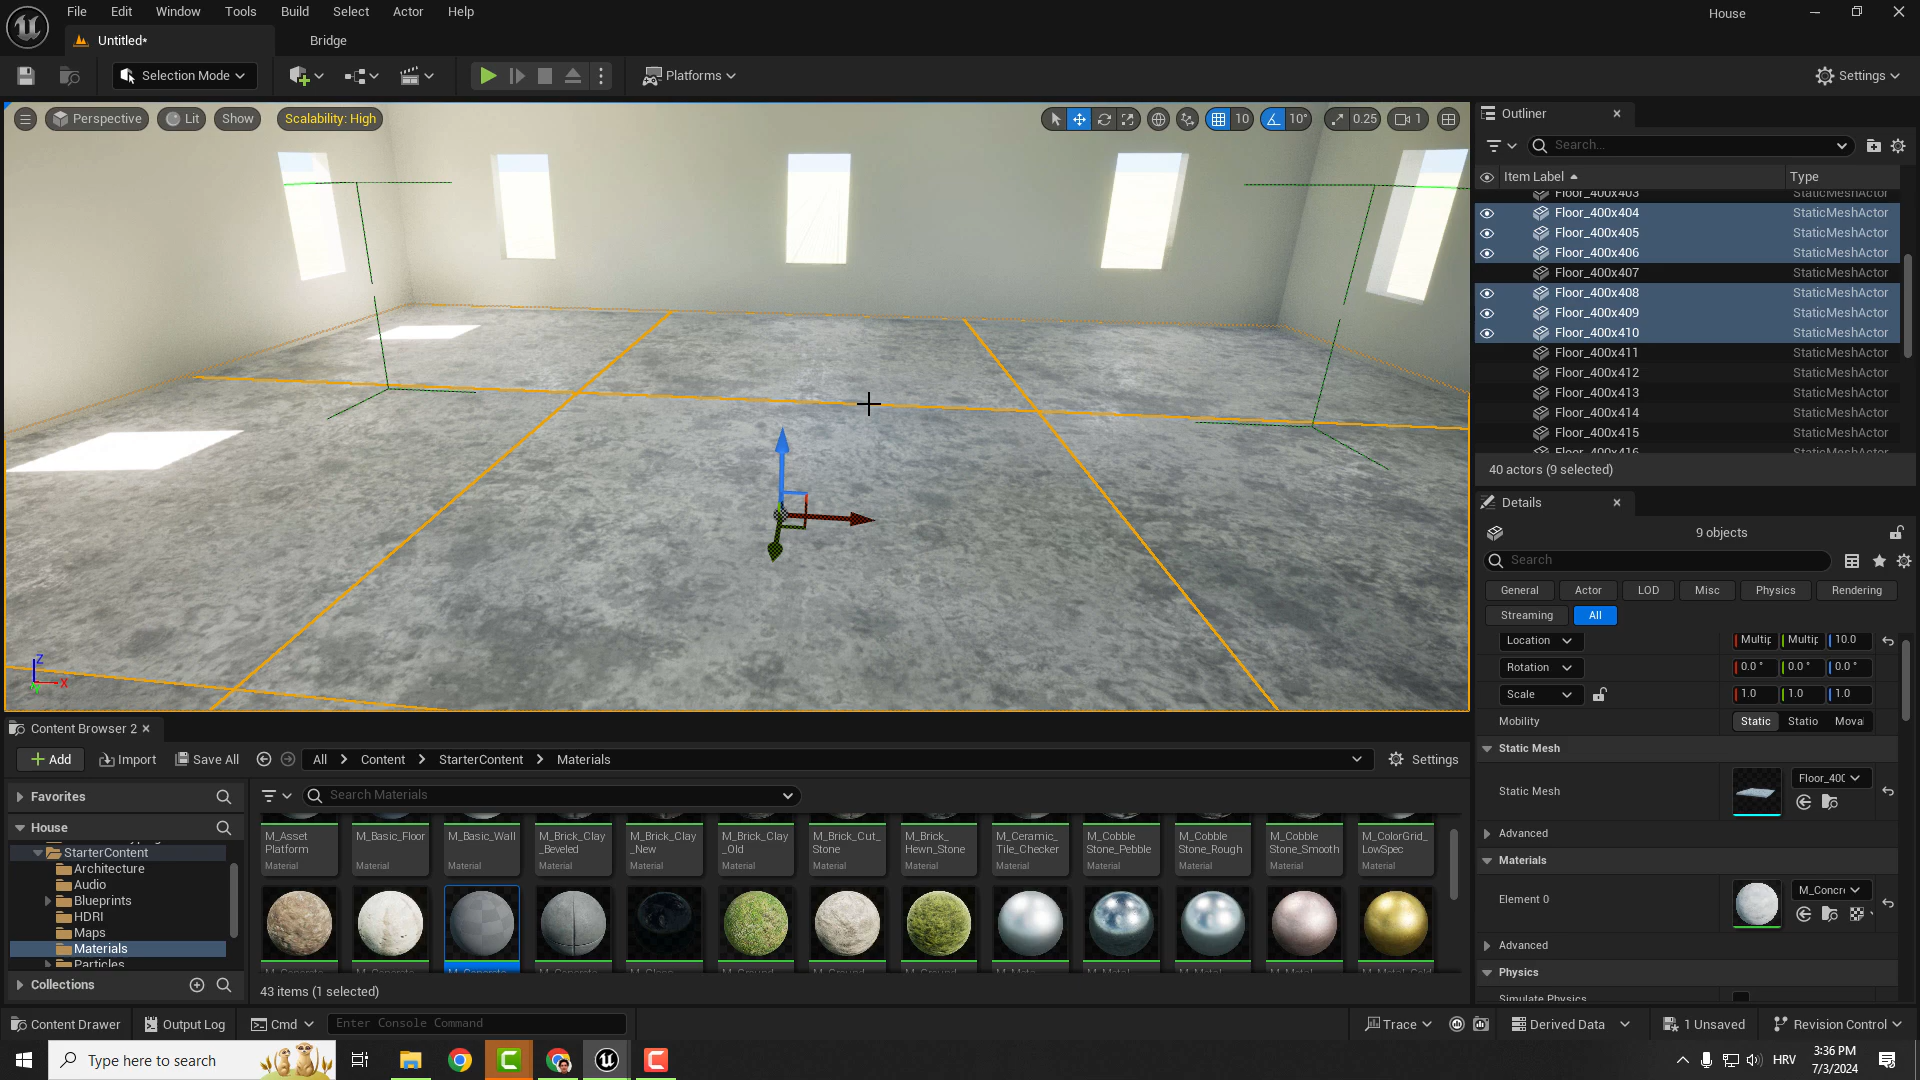 File Edit Window Tools Build Select Actor Help
House
Untitled*
Bridge
Selection Mode
Platforms
Settings
Perspective
Lit
Show
Scalability: High
10
10°
0.25
1
Outliner
Search...
Item Label
Type
Floor_400x403 StaticMeshActor
Floor_400x404 StaticMeshActor
Floor_400x405 StaticMeshActor
Floor_400x406 StaticMeshActor
Floor_400x407 StaticMeshActor
Floor_400x408 StaticMeshActor
Floor_400x409 StaticMeshActor
Floor_400x410 StaticMeshActor
Floor_400x411 StaticMeshActor
Floor_400x412 StaticMeshActor
Floor_400x413 StaticMeshActor
Floor_400x414 StaticMeshActor
Floor_400x415 StaticMeshActor
Floor_400x416 StaticMeshActor
40 actors (9 selected)
Details
9 objects
Search
General Actor LOD Misc Physics Rendering
Streaming All
Location Multip Multip 10.0
Rotation 0.0° 0.0° 0.0°
Scale 1.0 1.0 1.0
Mobility Static Statio Moval
Static Mesh
Static Mesh
Floor_40(
Advanced
Materials
Element 0
M_Concre
Advanced
Physics
Simulate Physics
Z
X
Content Browser 2
Add
Import
Save All
All Content StarterContent Materials
Settings
Favorites
House
StarterContent
Architecture
Audio
Blueprints
HDRI
Maps
Materials
Particles
Collections
Search Materials
M_Asset
Platform
Material
M_Basic_Floor
Material
M_Basic_Wall
Material
M_Brick_Clay
_Beveled
Material
M_Brick_Clay
_New
Material
M_Brick_Clay
_Old
Material
M_Brick_Cut_
Stone
Material
M_Brick_
Hewn_Stone
Material
M_Ceramic_
Tile_Checker
Material
M_Cobble
Stone_Pebble
Material
M_Cobble
Stone_Rough
Material
M_Cobble
Stone_Smooth
Material
M_ColorGrid_
LowSpec
Material
43 items (1 selected)
Content Drawer
Output Log
Cmd
Enter Console Command
Trace
Derived Data
1 Unsaved
Revision Control
Type here to search
HRV
3:36 PM
7/3/2024